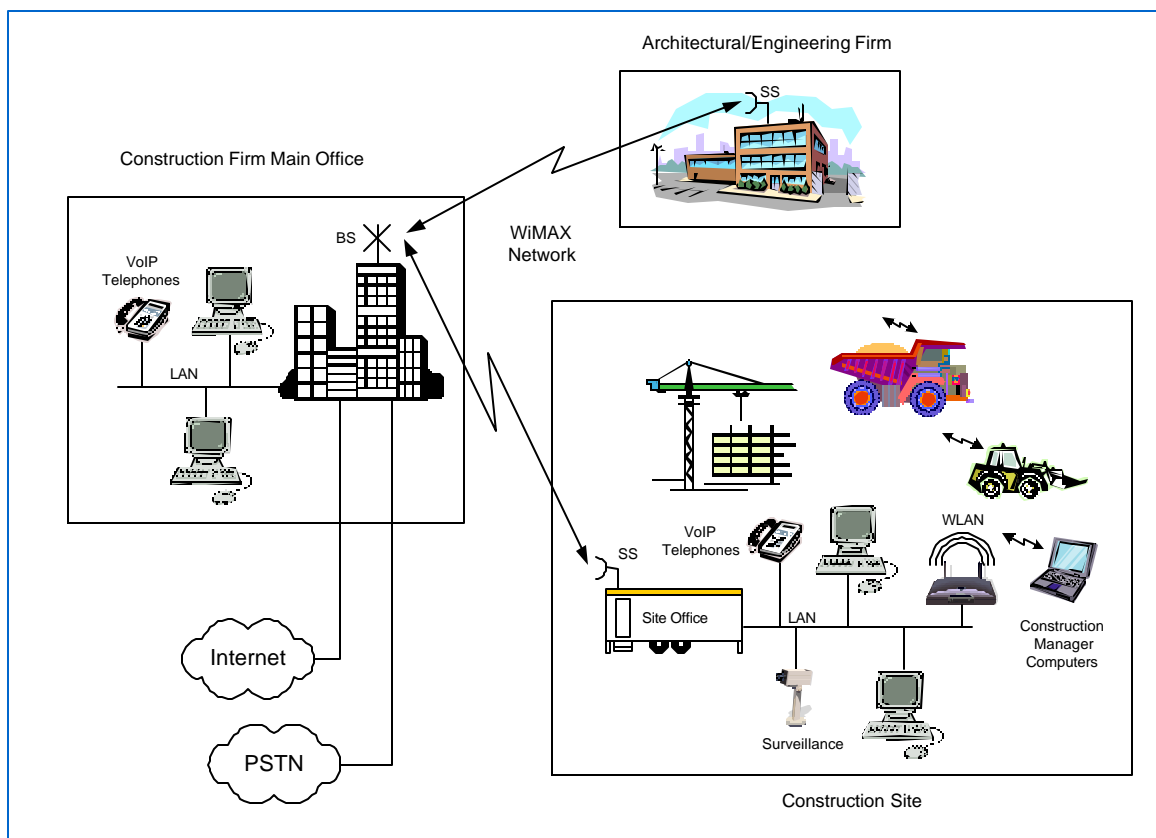 Architectural/Engineering Firm
SS
Construction Firm Main Office
BS
WiMAX
Network
VoIP
Telephones
LAN
WLAN
VoIP
Telephones
SS
Site Office
LAN
Construction
Manager
Computers
Internet
Surveillance
PSTN
Construction Site